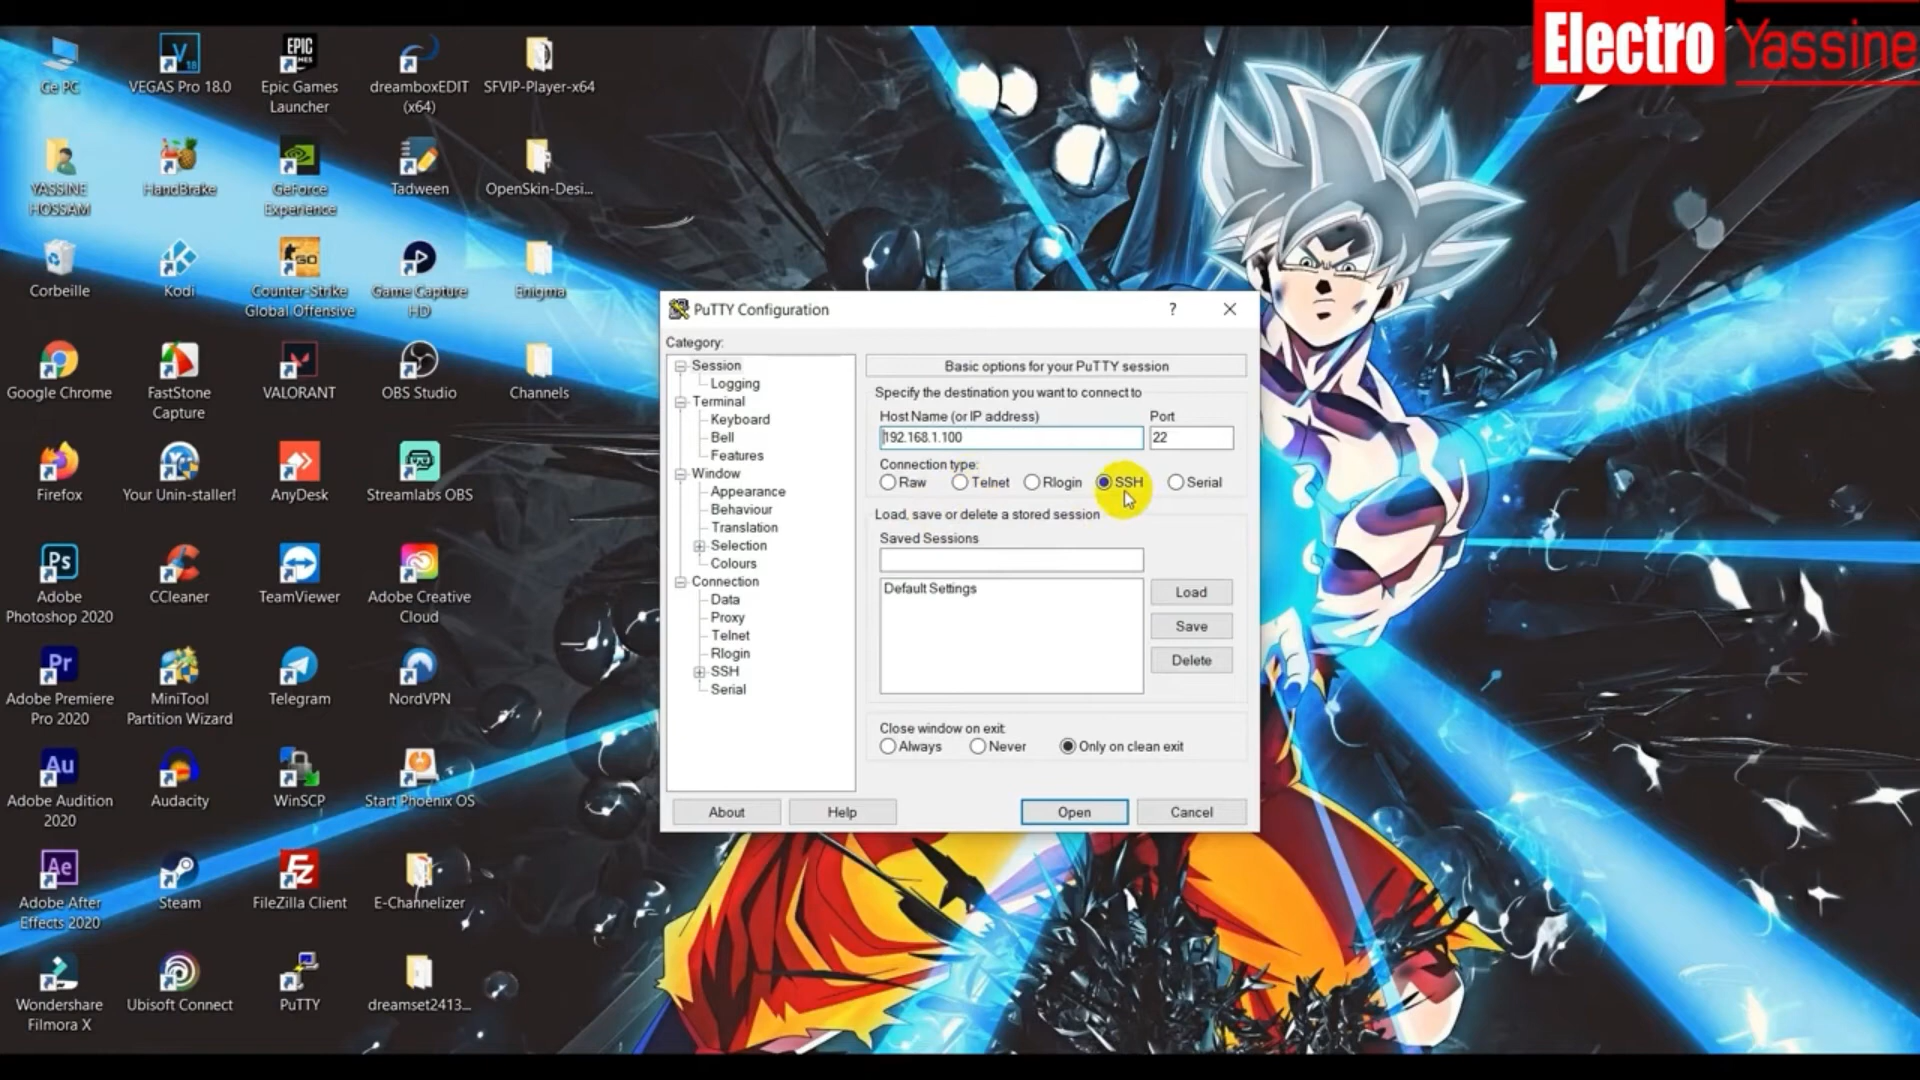 Electro Yassine
Ce PC
VEGAS Pro 18.0
EPIC
GAMES
Epic Games
Launcher
dreamboxEDIT
(x64)
SFVIP-Player-x64
YASSINE
HOSSAM
HandBrake
GeForce
Experience
Tadween
OpenSkin-Desi...
Corbeille
Kodi
GO
Counter-Strike
Global Offensive
Game Capture
HD
Enigma
Google Chrome
FastStone
Capture
VALORANT
OBS Studio
Channels
Firefox
Your Unin-staller!
AnyDesk
Streamlabs OBS
Ps
Adobe
Photoshop 2020
CCleaner
TeamViewer
Adobe Creative
Cloud
Pr
Adobe Premiere
Pro 2020
MiniTool
Partition Wizard
Telegram
NordVPN
Au
Adobe Audition
2020
Audacity
WinSCP
Start Phoenix OS
Ae
Adobe After
Effects 2020
Steam
FileZilla Client
E-Channelizer
Wondershare
Filmora X
Ubisoft Connect
PuTTY
dreamset2413...
PuTTY Configuration
?
Category:
Session
Logging
Terminal
Keyboard
Bell
Features
Window
Appearance
Behaviour
Translation
Selection
Colours
Connection
Data
Proxy
Telnet
Rlogin
SSH
Serial
Basic options for your PuTTY session
Specify the destination you want to connect to
Host Name (or IP address) Port
192.168.1.100 22
Connection type:
Raw Telnet Rlogin SSH Serial
Load, save or delete a stored session
Saved Sessions
Default Settings
Load
Save
Delete
Close window on exit:
Always Never Only on clean exit
About Help Open Cancel